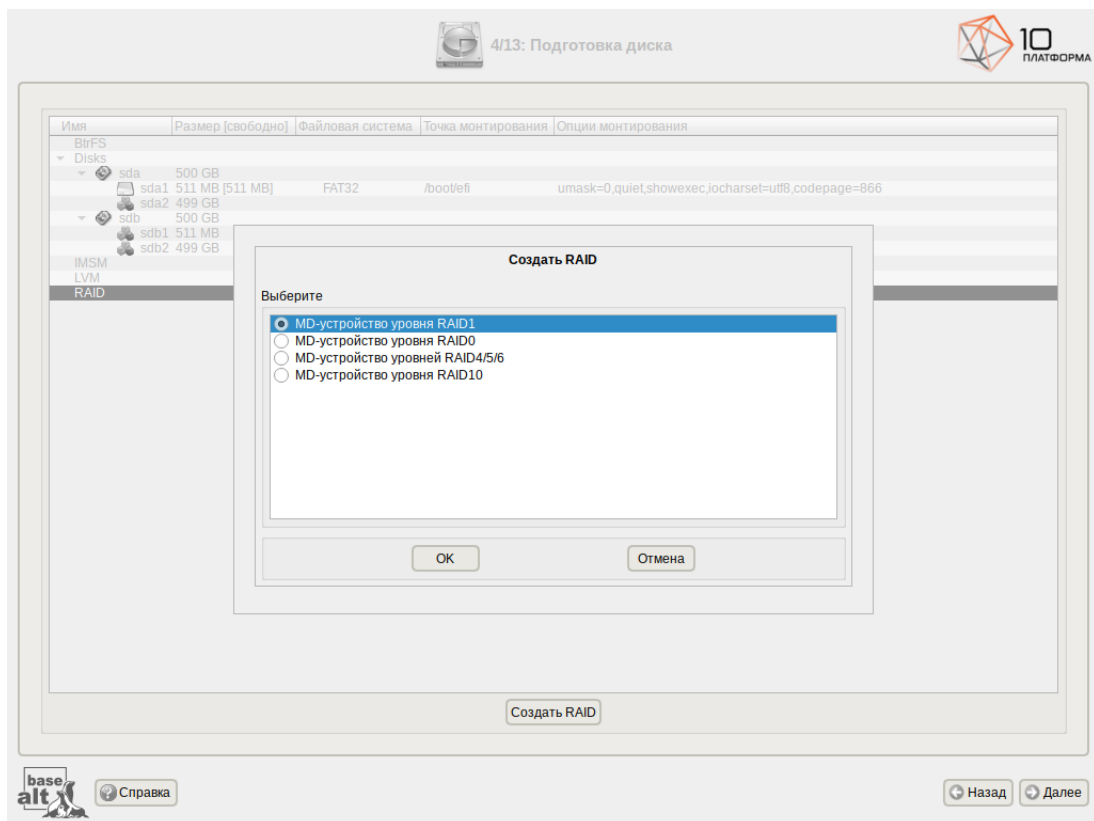 4/13: Подготовка диска
10
ПЛАТФОРМА
Имя Размер [свободно] Файловая система Точка монтирования Опции монтирования
BtrFS
Disks
sda 500 GB
sda1 511 MB [511 MB] FAT32 /boot/efi umask=0,quiet,showexec,iocharset=utf8,codepage=866
sda2 499 GB
sdb 500 GB
sdb1 511 MB
sdb2 499 GB
IMSM
LVM
RAID
Создать RAID
Выберите
MD-устройство уровня RAID1
MD-устройство уровня RAID0
MD-устройство уровней RAID4/5/6
MD-устройство уровня RAID10
OK Отмена
Создать RAID
base
alt
Справка Назад Далее